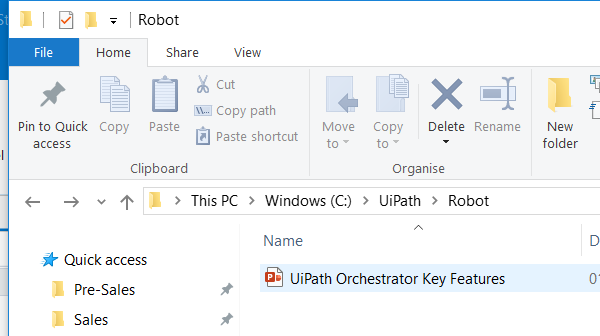 Robot
File Home Share View
Pin to Quick access
Copy
Paste
Cut
Copy path
Paste shortcut
Clipboard
Move to
Copy to
Delete
Rename
Organise
New folder
This PC > Windows (C:) > UiPath > Robot
Quick access
Pre-Sales
Sales
Name
UiPath Orchestrator Key Features